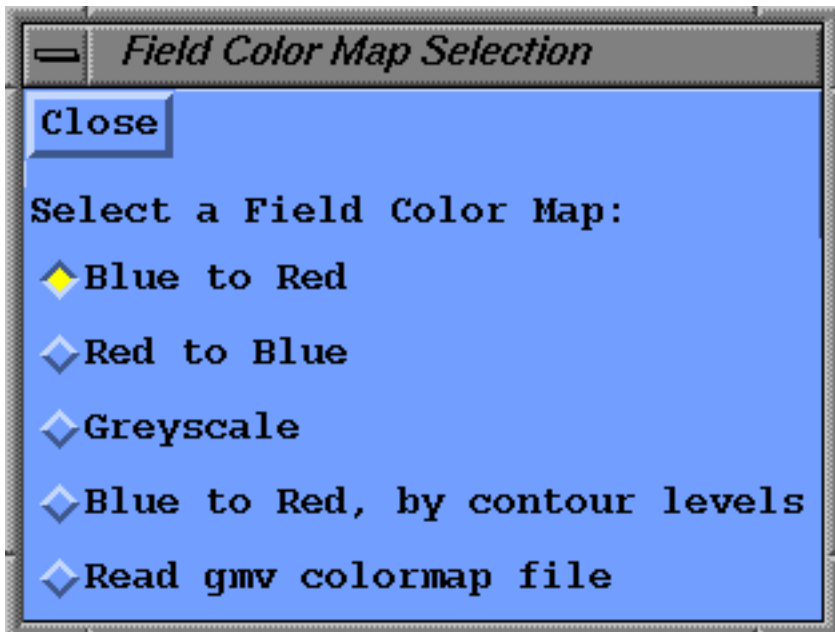 Field Color Map Selection
Close
Select a Field Color Map:
Blue to Red
Red to Blue
Greyscale
Blue to Red, by contour levels
Read gmv colormap file